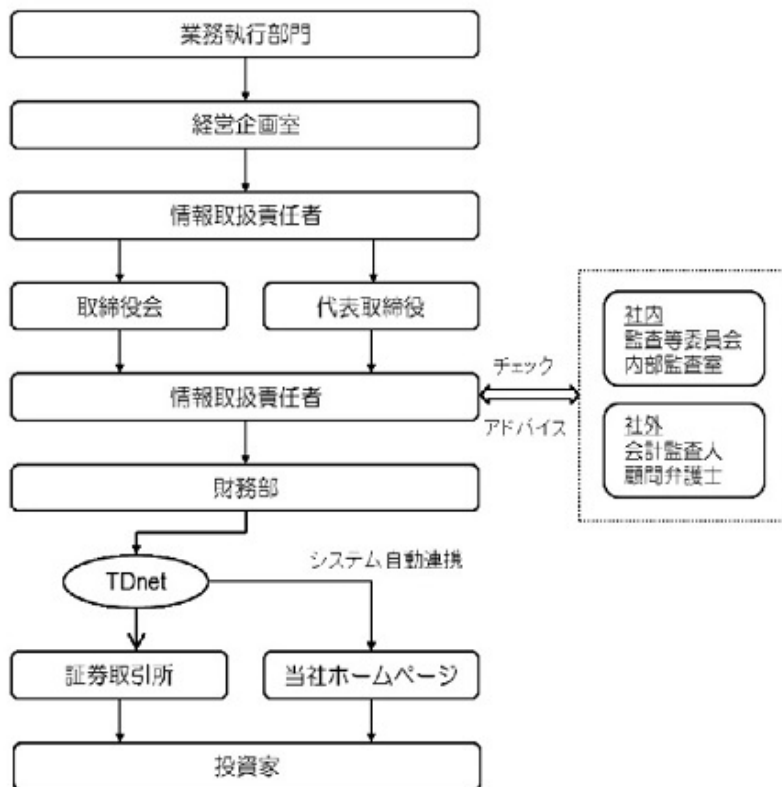 業務執行部門
経営企画室
情報取扱責任者
取締役会
代表取締役
情報取扱責任者
チェック
アドバイス
社内
監査等委員会
内部監査室
社外
会計監査人
顧問弁護士
財務部
TDnet
システム自動連携
証券取引所
当社ホームページ
投資家